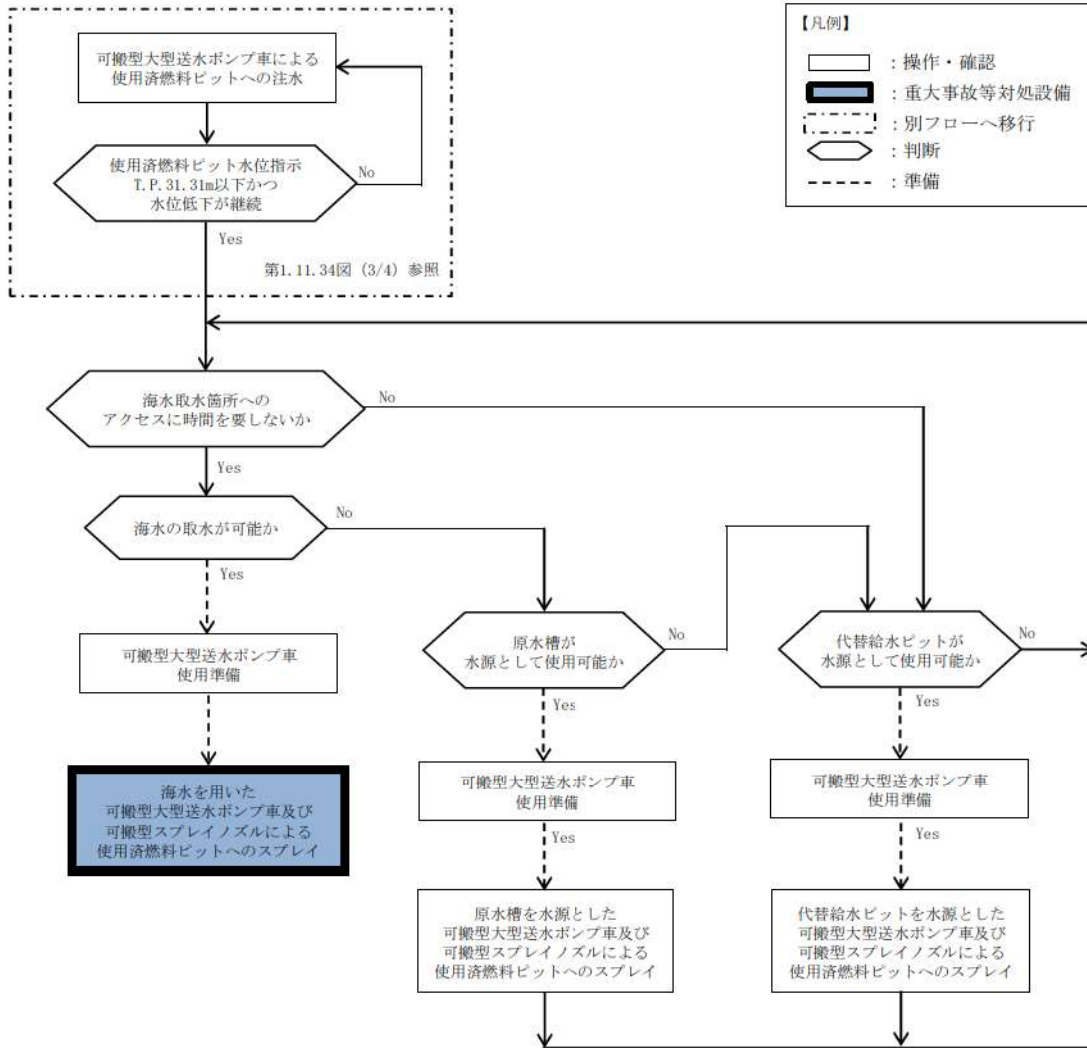 可搬型大型送水ポンプ車による
使用済燃料ピットへの注水
使用済燃料ピット水位指示
T.P.31.31m以下かつ
水位低下が継続
No
Yes
第1.11.34図 (3/4) 参照
【凡例】
：操作・確認
：重大事故等対処設備
：別フローへ移行
：判断
：準備
海水取水箇所への
アクセスに時間を要しないか
No
Yes
海水の取水が可能か
No
Yes
原水槽が
水源として使用可能か
No
Yes
代替給水ピットが
水源として使用可能か
No
Yes
可搬型大型送水ポンプ車
使用準備
海水を用いた
可搬型大型送水ポンプ車及び
可搬型スプレイノズルによる
使用済燃料ピットへのスプレイ
可搬型大型送水ポンプ車
使用準備
Yes
原水槽を水源とした
可搬型大型送水ポンプ車及び
可搬型スプレイノズルによる
使用済燃料ピットへのスプレイ
可搬型大型送水ポンプ車
使用準備
Yes
代替給水ピットを水源とした
可搬型大型送水ポンプ車及び
可搬型スプレイノズルによる
使用済燃料ピットへのスプレイ